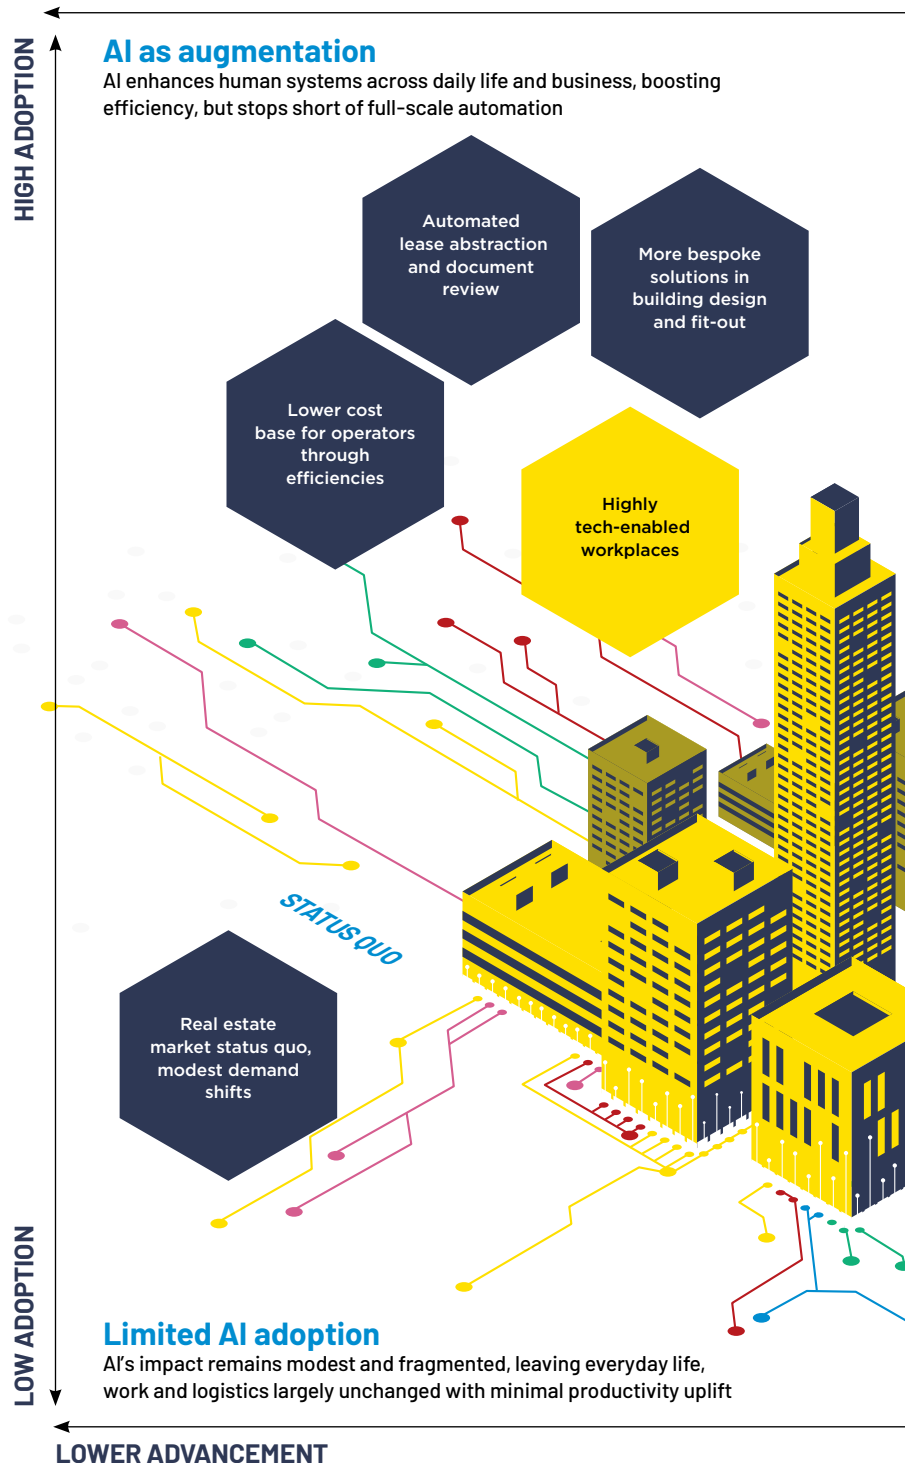 HIGH ADOPTION
AI as augmentation
AI enhances human systems across daily life and business, boosting
efficiency, but stops short of full-scale automation
Automated
lease abstraction
and document
review
More bespoke
solutions in
building design
and fit-out
Lower cost
base for operators
through
efficiencies
Highly
tech-enabled
workplaces
STATUS QUO
Real estate
market status quo,
modest demand
shifts
LOW ADOPTION
Limited AI adoption
AI's impact remains modest and fragmented, leaving everyday life,
work and logistics largely unchanged with minimal productivity uplift
LOWER ADVANCEMENT